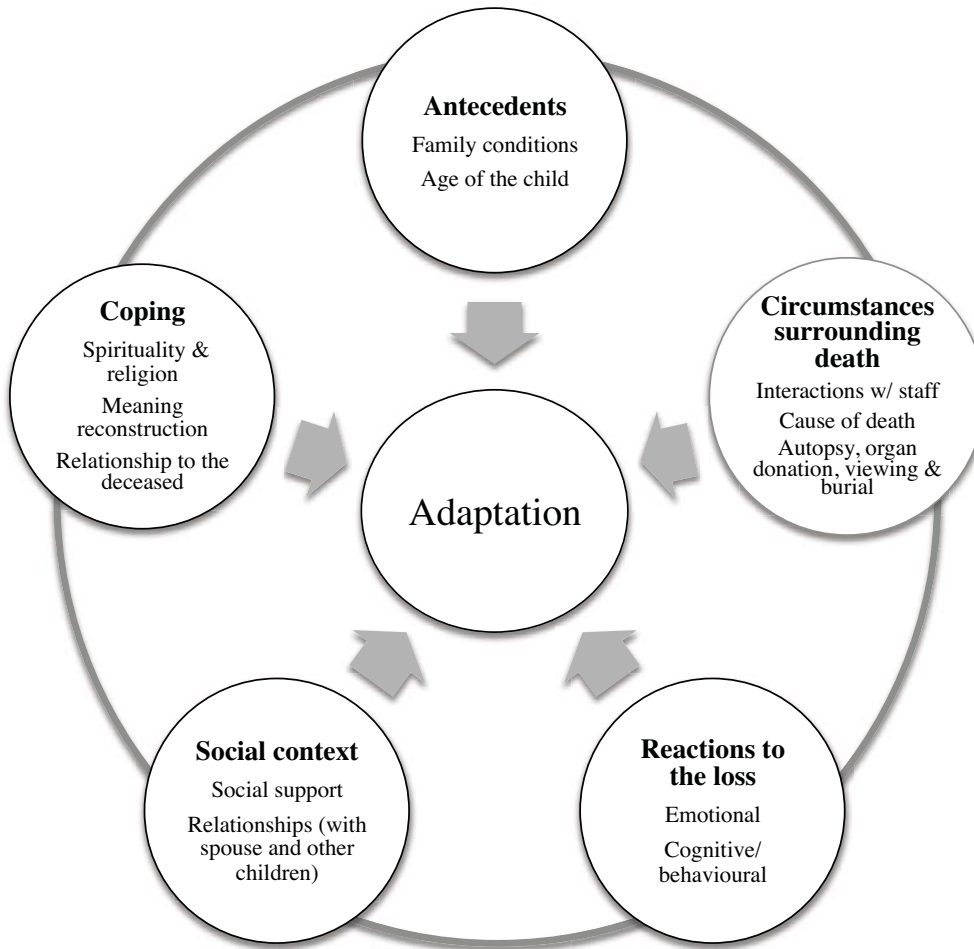 Antecedents
Family conditions
Age of the child
Coping
Spirituality &
religion
Meaning
reconstruction
Relationship to the
deceased
Circumstances
surrounding
death
Interactions w/ staff
Cause of death
Autopsy, organ
donation, viewing &
burial
Adaptation
Social context
Social support
Relationships (with
spouse and other
children)
Reactions to
the loss
Emotional
Cognitive/
behavioural